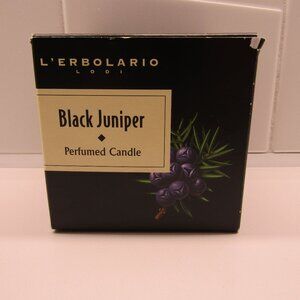 L'ERBOLARIO
LODI
Black Juniper
Perfumed Candle